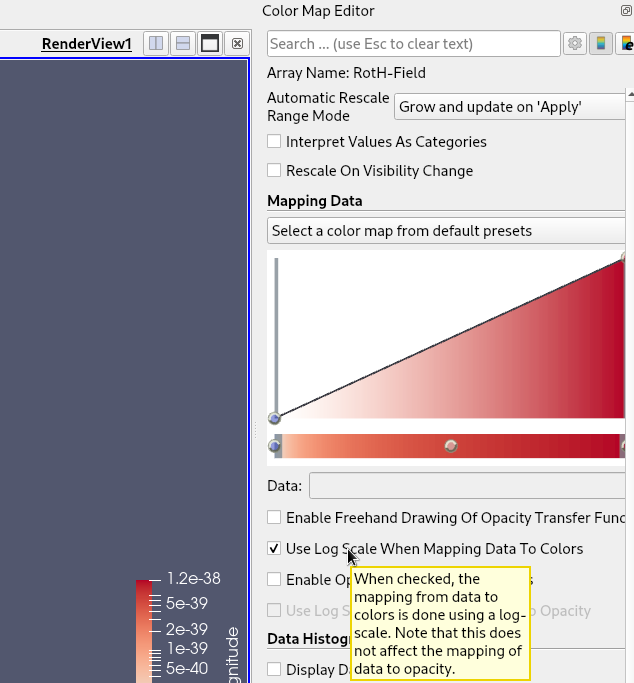 Color Map Editor
RenderView1
Search ... (use Esc to clear text)
Array Name: RotH-Field
Automatic Rescale
Range Mode
Grow and update on 'Apply'
Interpret Values As Categories
Rescale On Visibility Change
Mapping Data
Select a color map from default presets
Data:
Enable Freehand Drawing Of Opacity Transfer Func
Use Log Scale When Mapping Data To Colors
Enable Op
s
When checked, the
mapping from data to
colors is done using a log-
scale. Note that this does
not affect the mapping of
data to opacity.
Use Log S
o Opacity
Data Histog
Display D
1.2e-38
5e-39
2e-39
1e-39
5e-40
gnitude